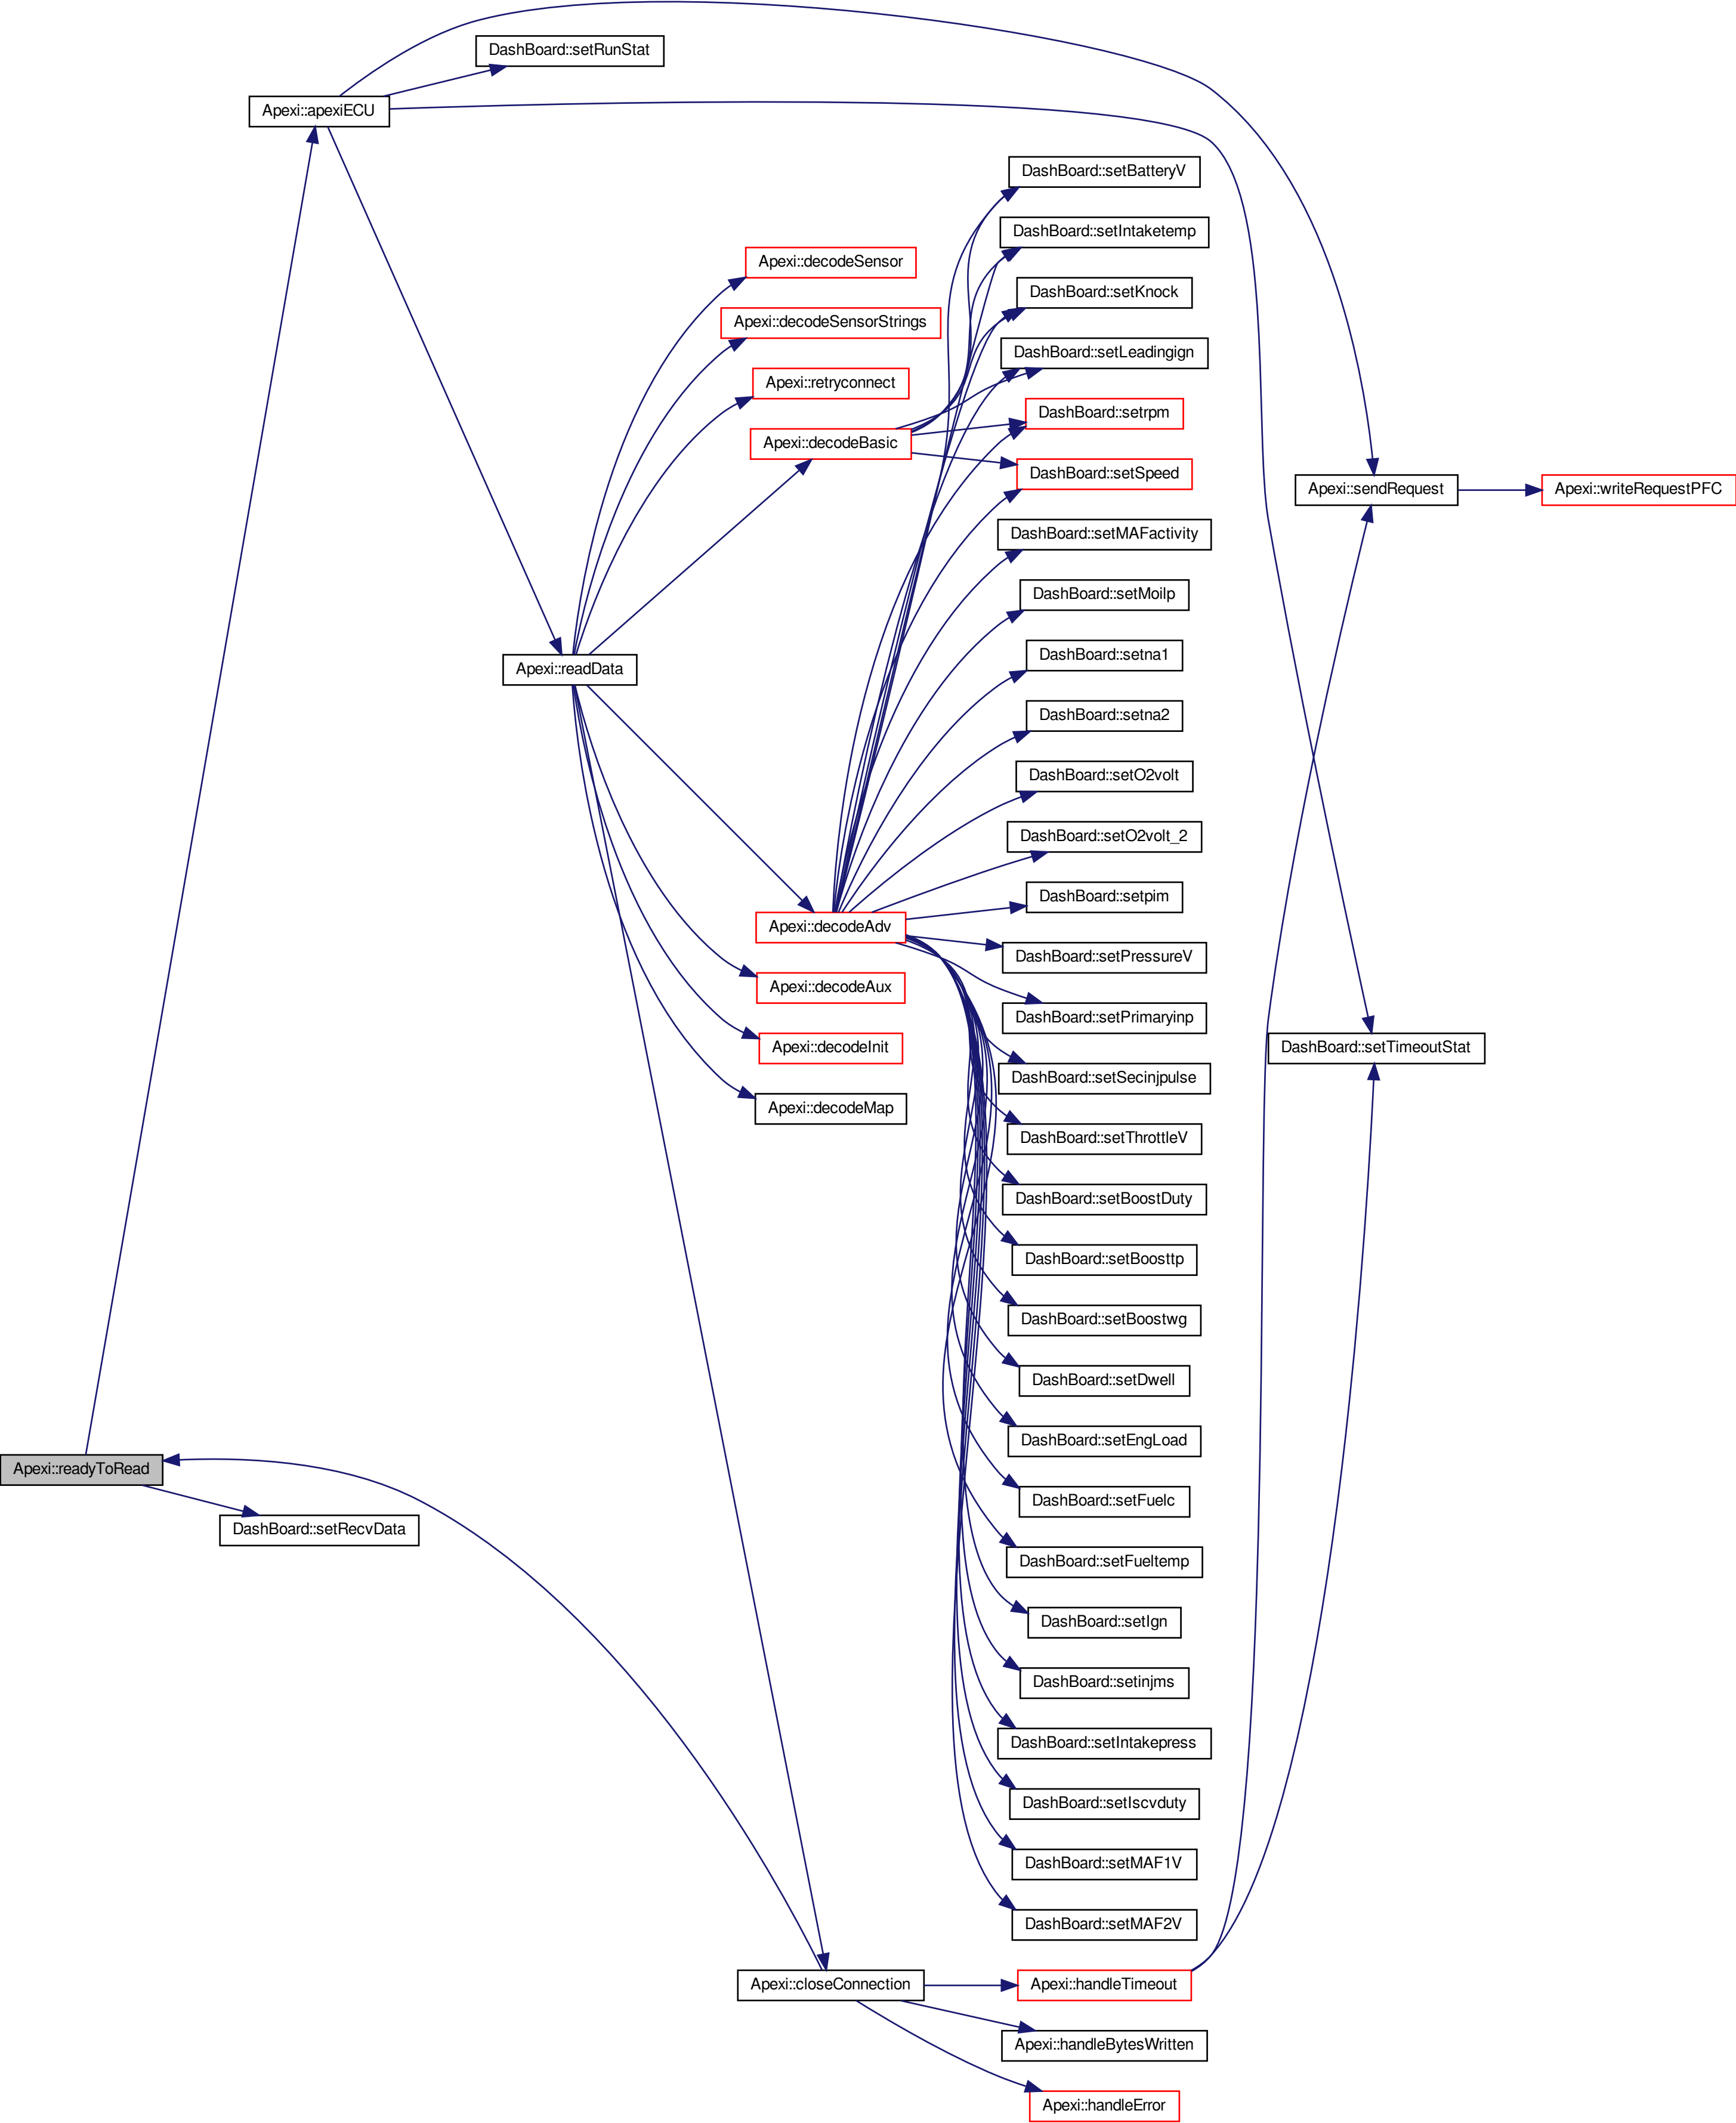 Apexi::readyToRead
Apexi::apexiECU
DashBoard::setRecvData
DashBoard::setRunStat
Apexi::readData
Apexi::decodeSensor
Apexi::decodeSensorStrings
Apexi::retryconnect
Apexi::decodeBasic
Apexi::decodeAdv
Apexi::decodeAux
Apexi::decodeInit
Apexi::decodeMap
Apexi::closeConnection
DashBoard::setBatteryV
DashBoard::setIntaketemp
DashBoard::setKnock
DashBoard::setLeadingign
DashBoard::setrpm
DashBoard::setSpeed
DashBoard::setMAFactivity
DashBoard::setMoilp
DashBoard::setna1
DashBoard::setna2
DashBoard::setO2volt
DashBoard::setO2volt_2
DashBoard::setpim
DashBoard::setPressureV
DashBoard::setPrimaryinp
DashBoard::setSecinjpulse
DashBoard::setThrottleV
DashBoard::setBoostDuty
DashBoard::setBoosttp
DashBoard::setBoostwg
DashBoard::setDwell
DashBoard::setEngLoad
DashBoard::setFuelc
DashBoard::setFueltemp
DashBoard::setIgn
DashBoard::setinjms
DashBoard::setIntakepress
DashBoard::setIscvduty
DashBoard::setMAF1V
DashBoard::setMAF2V
Apexi::handleTimeout
Apexi::handleBytesWritten
Apexi::handleError
Apexi::sendRequest
DashBoard::setTimeoutStat
Apexi::writeRequestPFC